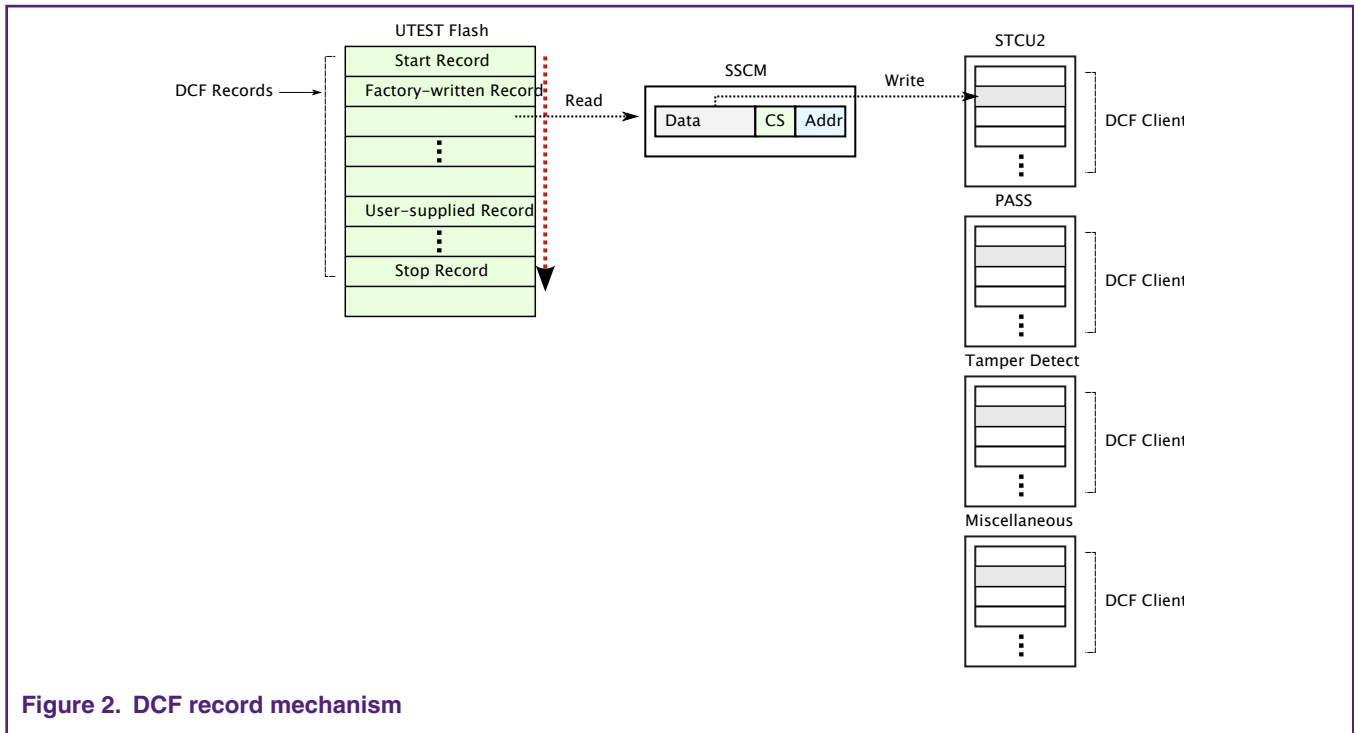 UTEST Flash
Start Record
DCF Records
Factory-written Record
User-supplied Record
Stop Record
Read
SSCM
Data CS Addr
Write
STCU2
DCF Client
PASS
DCF Client
Tamper Detect
DCF Client
Miscellaneous
DCF Client
Figure 2. DCF record mechanism